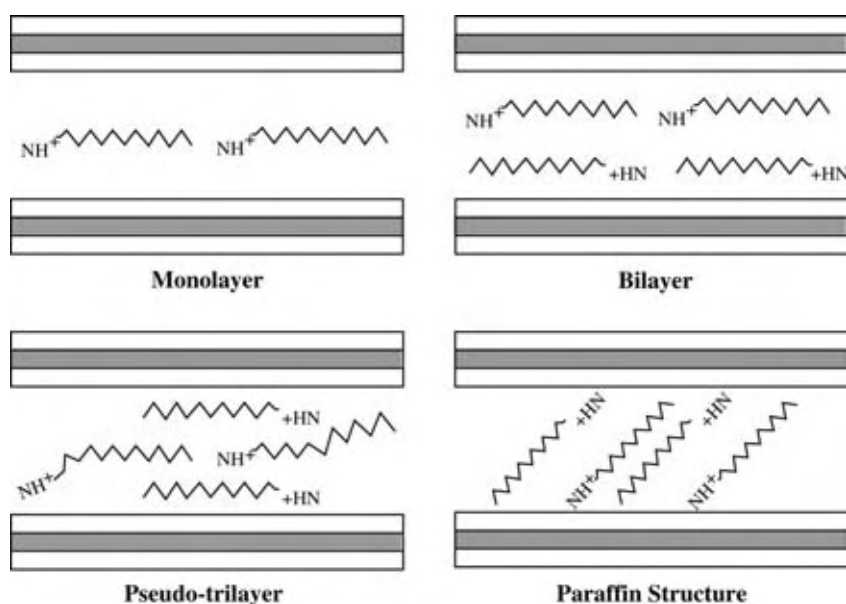 NH+
NH+
Monolayer
NH+
NH+
+HN
+HN
Bilayer
+HN
NH+
NH+
+HN
Pseudo-trilayer
+HN
+HN
NH+
NH+
Paraffin Structure